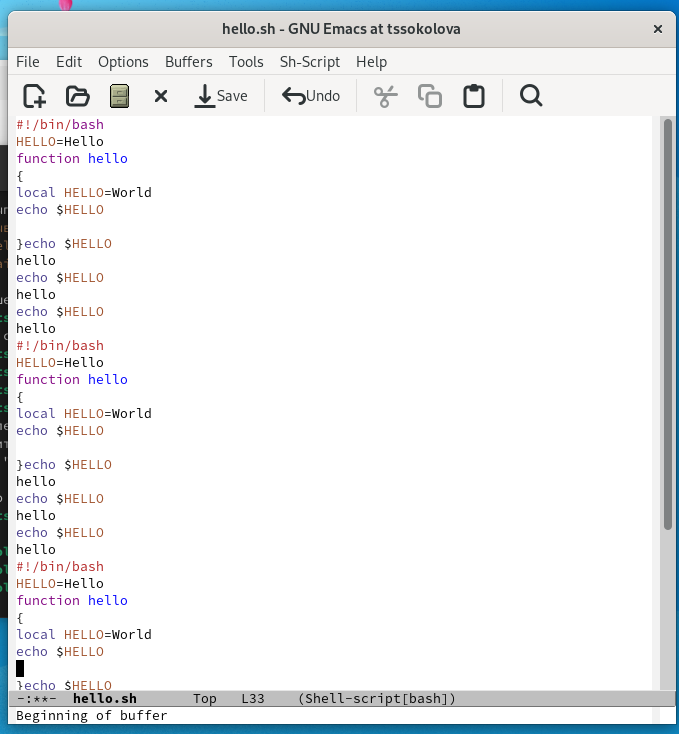 hello.sh - GNU Emacs at tssokolova
File Edit Options Buffers Tools Sh-Script Help
Save Undo
#!/bin/bash
HELLO=Hello
function hello
{
local HELLO=World
echo $HELLO
}echo $HELLO
hello
echo $HELLO
hello
echo $HELLO
hello
#!/bin/bash
HELLO=Hello
function hello
{
local HELLO=World
echo $HELLO
}echo $HELLO
hello
echo $HELLO
hello
echo $HELLO
hello
#!/bin/bash
HELLO=Hello
function hello
{
local HELLO=World
echo $HELLO
}echo $HELLO
-:**- hello.sh Top L33 (Shell-script[bash])
Beginning of buffer